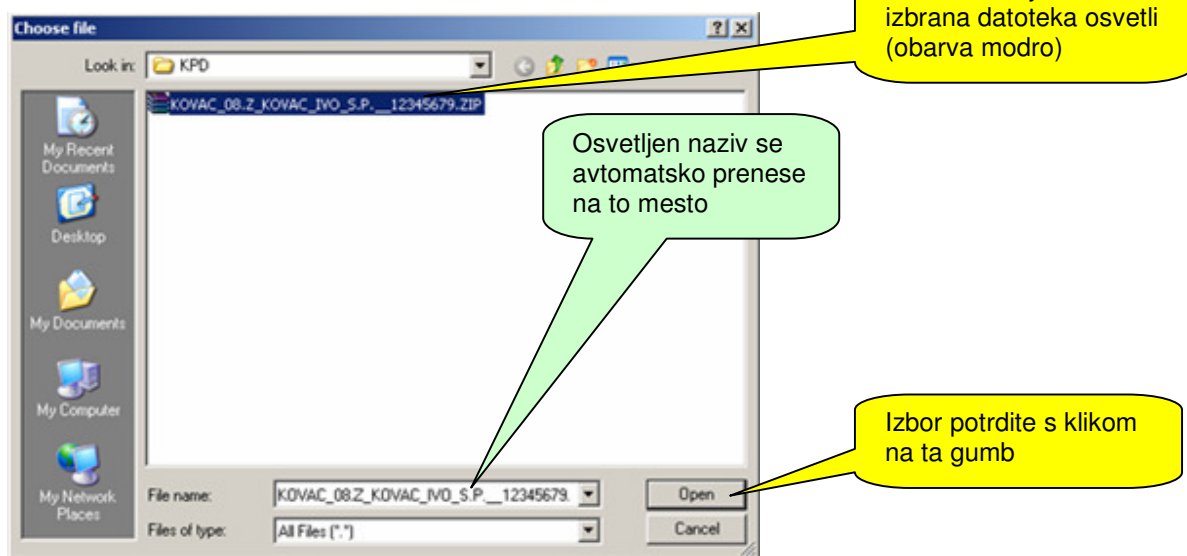 izbrana datoteka osvetli
(obarva modro)
Choose file
Look in:
KPD
KOVAC_08.Z_KOVAC_IVO_S.P.__12345679.ZIP
My Recent
Documents
Desktop
My Documents
My Computer
My Network
Places
Osvetljen naziv se
avtomatsko prenese
na to mesto
Izbor potrdite s klikom
na ta gumb
File name:
KOVAC_08.Z_KOVAC_IVO_S.P.__12345679.
Open
Files of type:
All Files (*.*)
Cancel